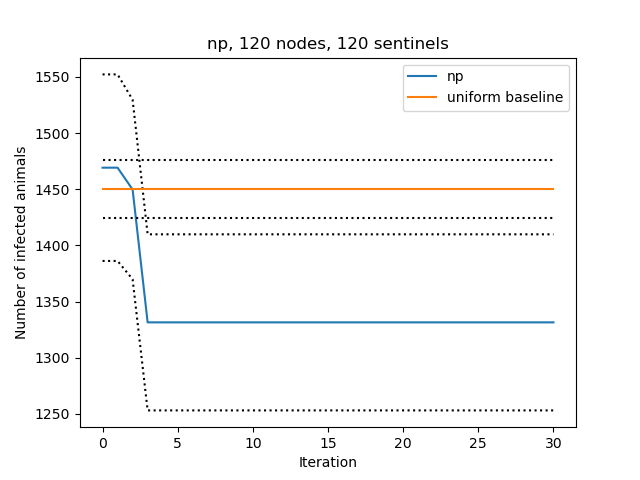 np, 120 nodes, 120 sentinels
np
uniform baseline
Number of infected animals
1550
1500
1450
1400
1350
1300
1250
0 5 10 15 20 25 30
Iteration